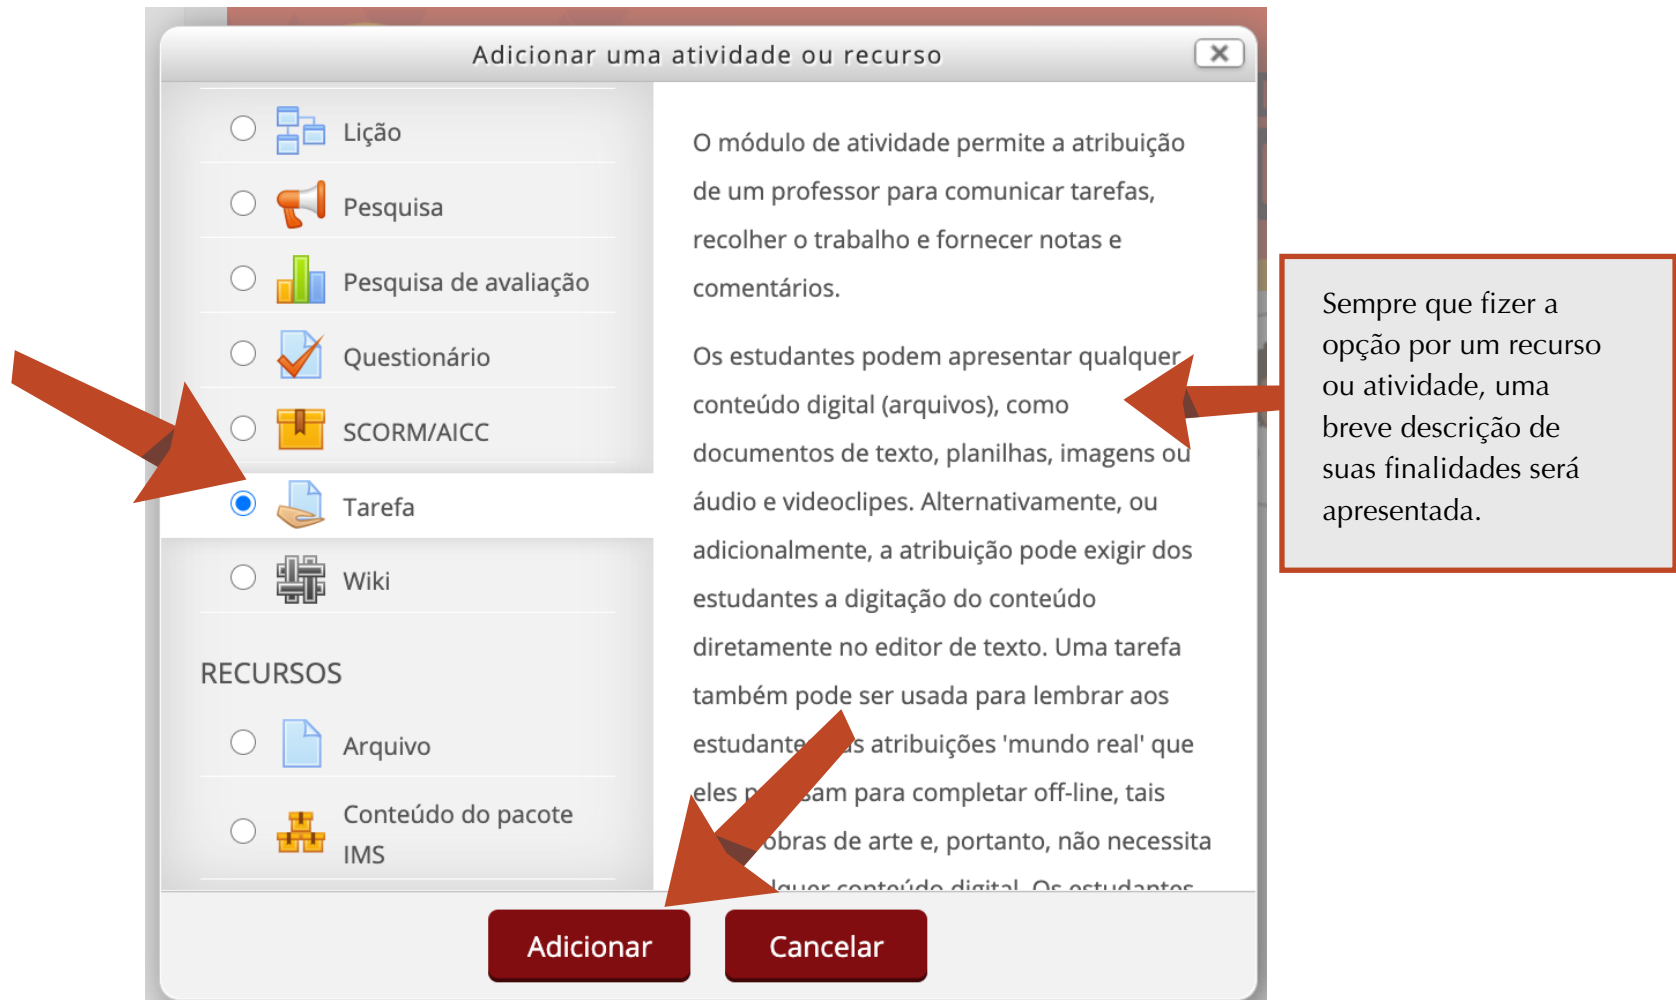 Adicionar uma atividade ou recurso
Lição
Pesquisa
Pesquisa de avaliação
Questionário
SCORM/AICC
Tarefa
Wiki
RECURSOS
Arquivo
Conteúdo do pacote
IMS
O módulo de atividade permite a atribuição
de um professor para comunicar tarefas,
recolher o trabalho e fornecer notas e
comentários.
Os estudantes podem apresentar qualquer
conteúdo digital (arquivos), como
documentos de texto, planilhas, imagens ou
áudio e videoclipes. Alternativamente, ou
adicionalmente, a atribuição pode exigir dos
estudantes a digitação do conteúdo
diretamente no editor de texto. Uma tarefa
também pode ser usada para lembrar aos
atribuições 'mundo real' que
eles para completar off-line, tais
obras de arte e, portanto, não necessita
conteúdo digital. Os estudantes
Adicionar
Cancelar
Sempre que fizer a
opção por um recurso
ou atividade, uma
breve descrição de
suas finalidades será
apresentada.